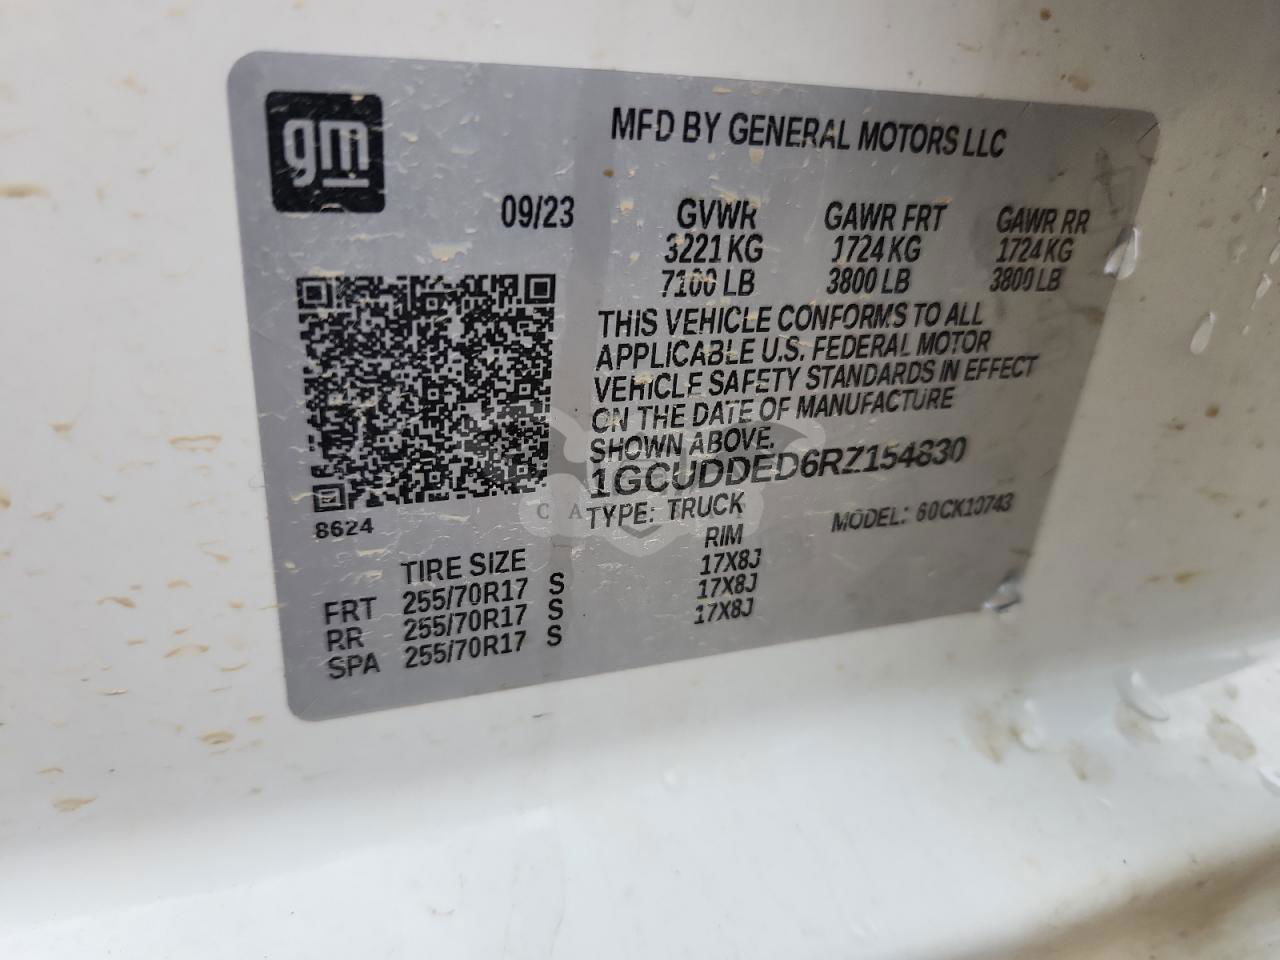 gm
MFD BY GENERAL MOTORS LLC
09/23
GVWR GAWR FRT GAWR RR
3221 KG 1724 KG 1724 KG
7100 LB 3800 LB 3800 LB
THIS VEHICLE CONFORMS TO ALL
APPLICABLE U.S. FEDERAL MOTOR
VEHICLE SAFETY STANDARDS IN EFFECT
ON THE DATE OF MANUFACTURE
SHOWN ABOVE.
1GCUDDED6RZ154830
TYPE: TRUCK MODEL: 60CK10743
8624
TIRE SIZE RIM
FRT 255/70R17 S 17X8J
RR 255/70R17 S 17X8J
SPA 255/70R17 S 17X8J